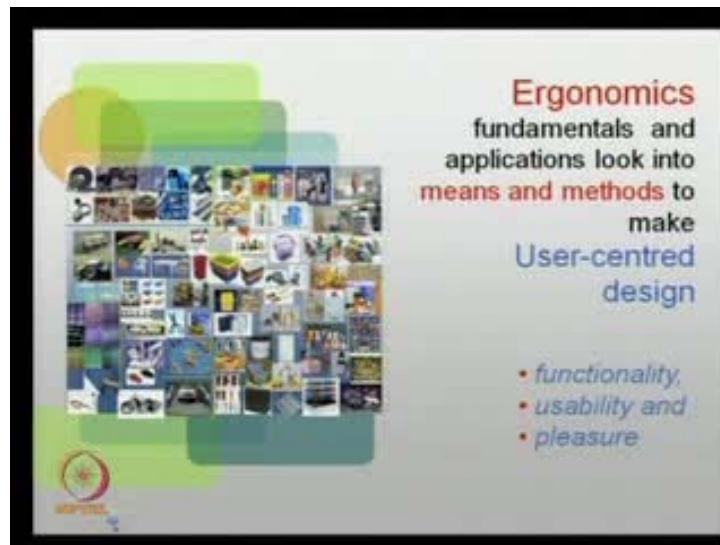 Ergonomics
fundamentals and
applications look into
means and methods to
make
User-centred
design
• functionality,
• usability and
• pleasure